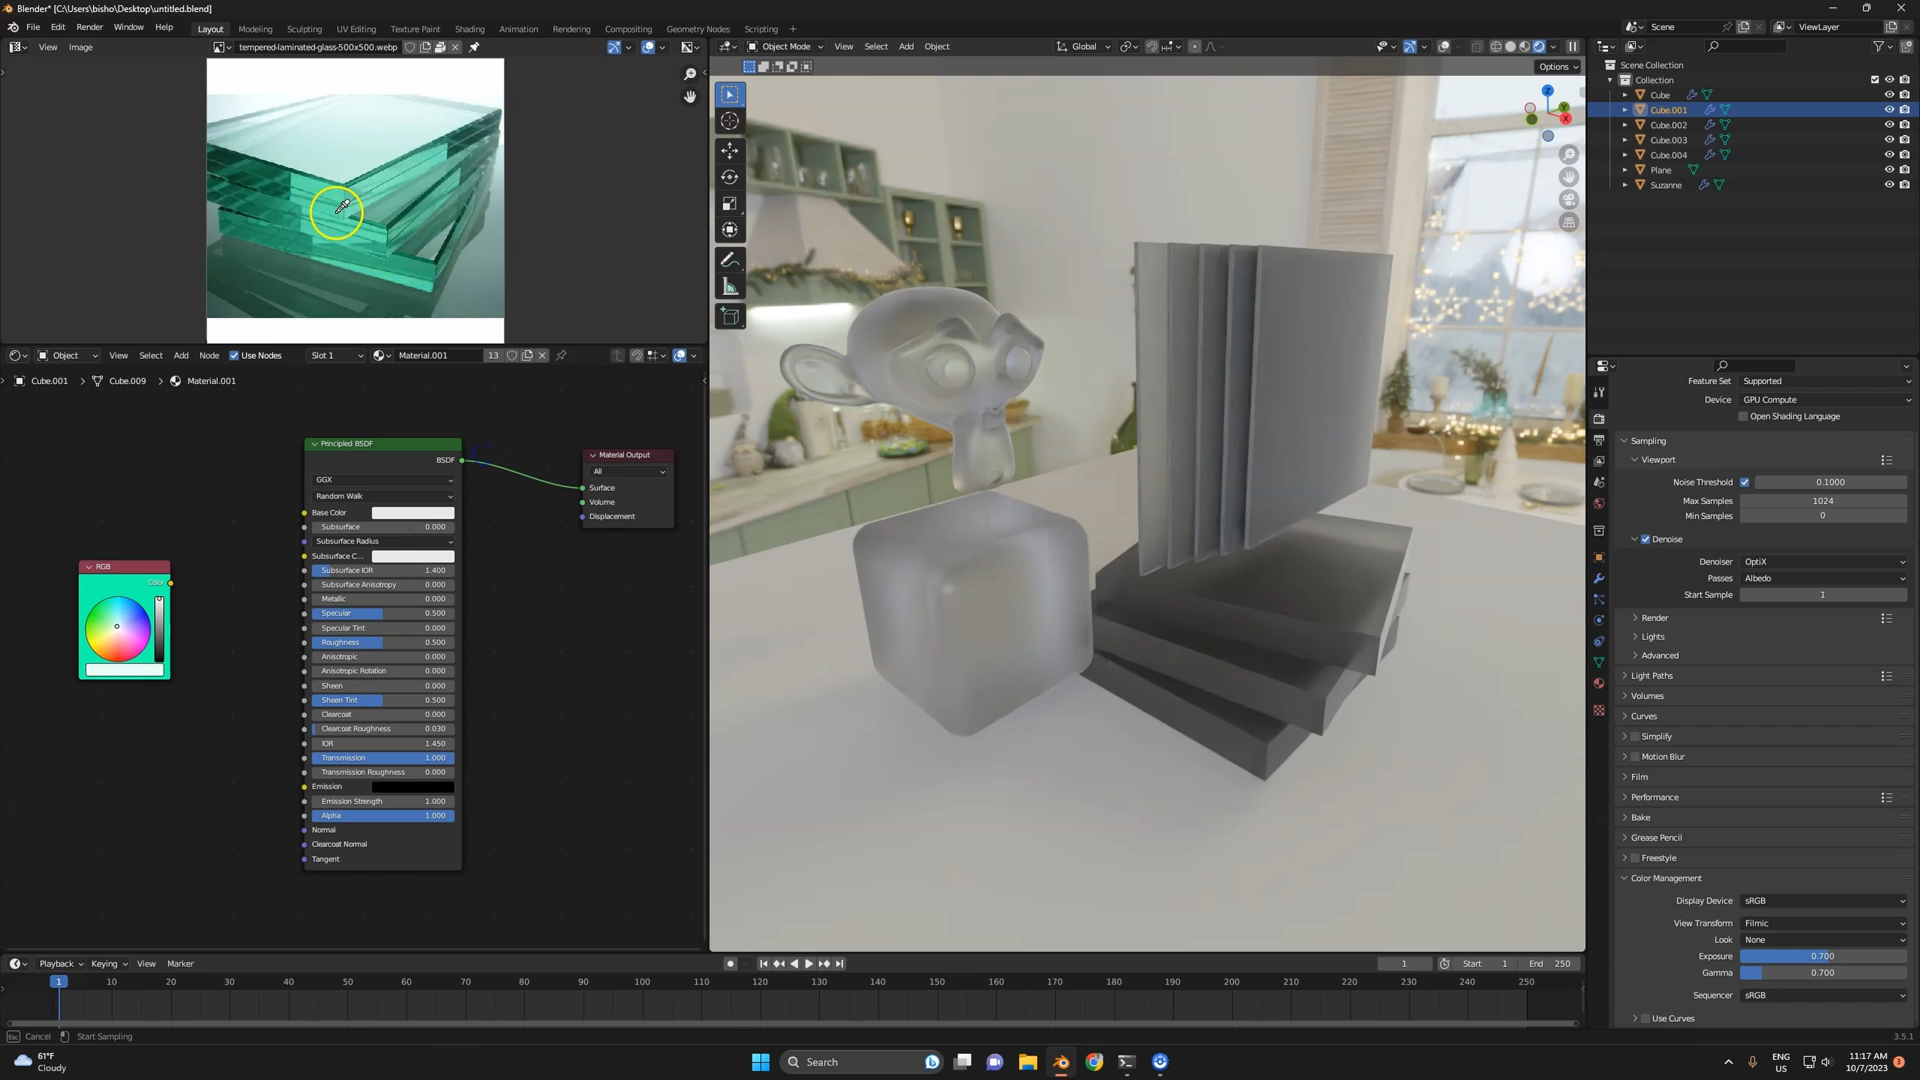 Blender* [C:\Users\bisho\Desktop\untitled.blend]
File Edit Render Window Help
Layout Modeling Sculpting UV Editing Texture Paint Shading Animation Rendering Compositing Geometry Nodes Scripting +
Scene
ViewLayer
View Image
tempered-laminated-glass-500x500.webp
Object Mode View Select Add Object
Global
Options
Scene Collection
Collection
Cube
Cube.001
Cube.002
Cube.003
Cube.004
Plane
Suzanne
Z
Y
X
Object View Select Add Node Use Nodes
Slot 1
Material.001 13
Cube.001 > Cube.009 > Material.001
Principled BSDF
BSDF
GGX
Random Walk
Base Color
Subsurface 0.000
Subsurface Radius
Subsurface C...
Subsurface IOR 1.400
Subsurface Anisotropy 0.000
Metallic 0.000
Specular 0.500
Specular Tint 0.000
Roughness 0.500
Anisotropic 0.000
Anisotropic Rotation 0.000
Sheen 0.000
Sheen Tint 0.500
Clearcoat 0.000
Clearcoat Roughness 0.030
IOR 1.450
Transmission 1.000
Transmission Roughness 0.000
Emission
Emission Strength 1.000
Alpha 1.000
Normal
Clearcoat Normal
Tangent
Material Output
All
Surface
Volume
Displacement
RGB
Color
Feature Set Supported
Device GPU Compute
Open Shading Language
Sampling
Viewport
Noise Threshold 0.1000
Max Samples 1024
Min Samples 0
Denoise
Denoiser OptiX
Passes Albedo
Start Sample 1
Render
Lights
Advanced
Light Paths
Volumes
Curves
Simplify
Motion Blur
Film
Performance
Bake
Grease Pencil
Freestyle
Color Management
Display Device sRGB
View Transform Filmic
Look None
Exposure 0.700
Gamma 0.700
Sequencer sRGB
Use Curves
Playback Keying View Marker
1 Start 1 End 250
1 10 20 30 40 50 60 70 80 90 100 110 120 130 140 150 160 170 180 190 200 210 220 230 240 250
Esc Cancel Start Sampling
3.5.1
61°F
Cloudy
Search
ENG
US
11:17 AM
10/7/2023
3